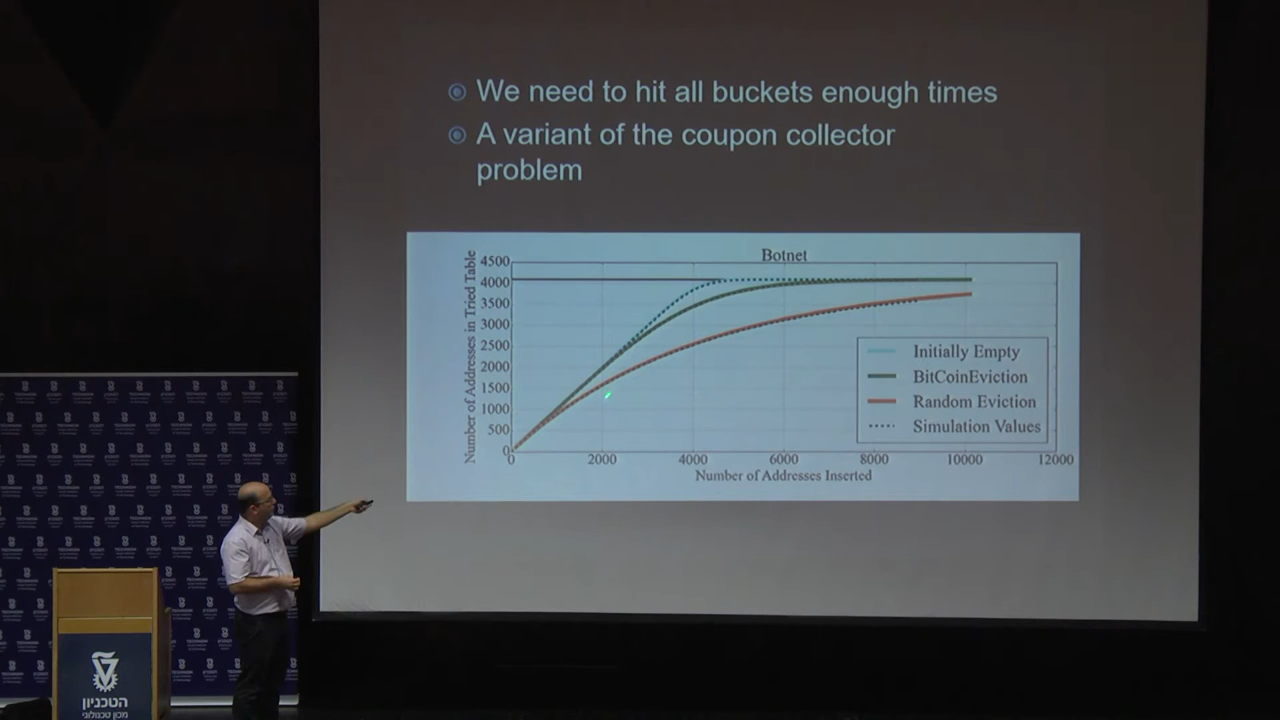 We need to hit all buckets enough times
A variant of the coupon collector
problem
Botnet
Number of Addresses in Tried Table
4500
4000
3500
3000
2500
2000
1500
1000
500
0
0 2000 4000 6000 8000 10000 12000
Number of Addresses Inserted
Initially Empty
BitCoinEviction
Random Eviction
Simulation Values
הטכניון
מכון טכנולוגי